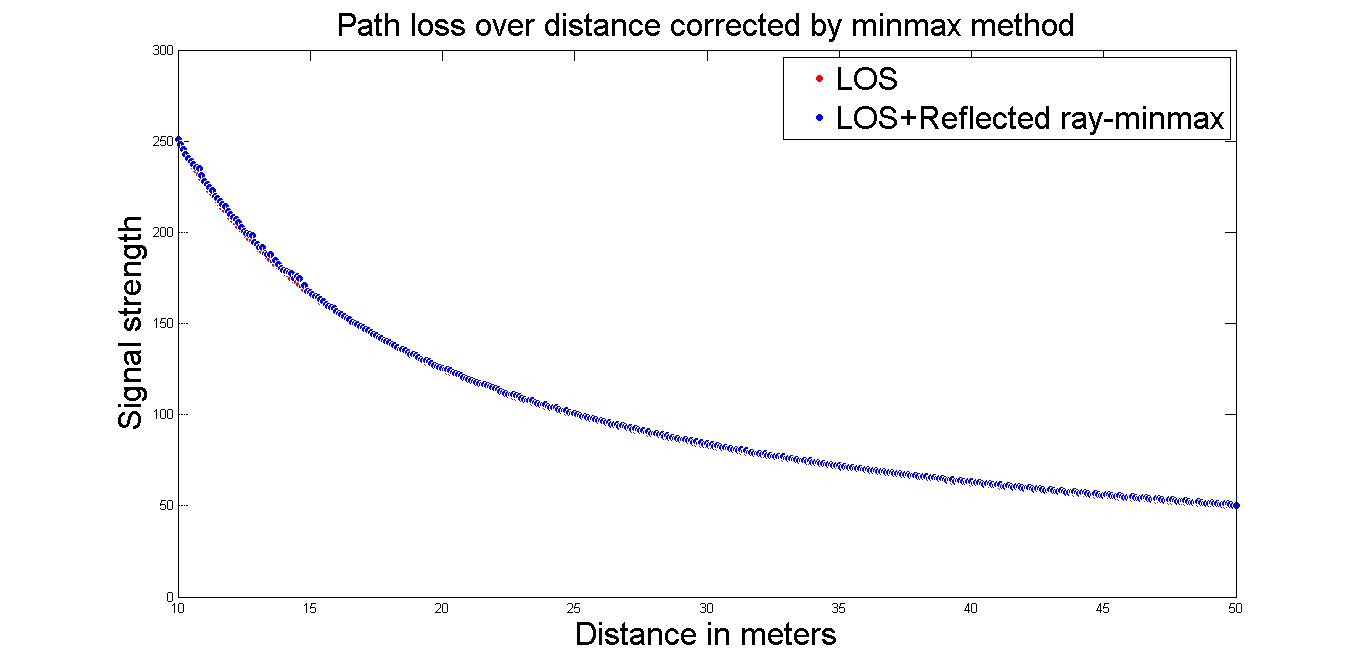 Path loss over distance corrected by minmax method
300
250
200
150
100
50
0
Signal strength
LOS
LOS+Reflected ray-minmax
10 15 20 25 30 35 40 45 50
Distance in meters